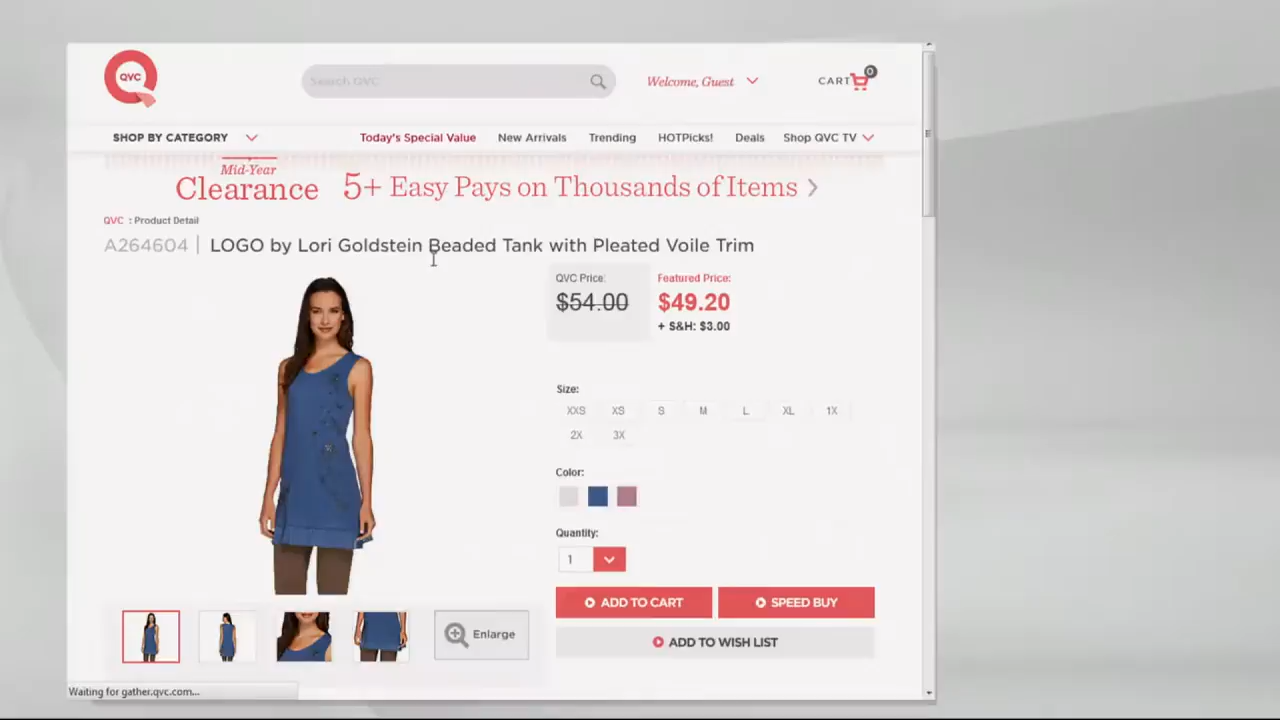 QVC
Search QVC
Welcome, Guest
CART
0
SHOP BY CATEGORY
Today's Special Value
New Arrivals
Trending
HOTPicks!
Deals
Shop QVC TV
Mid-Year
Clearance
5+ Easy Pays on Thousands of Items
QVC : Product Detail
A264604 | LOGO by Lori Goldstein Beaded Tank with Pleated Voile Trim
QVC Price:
$54.00
Featured Price:
$49.20
+ S&H: $3.00
Size:
XXS XS S M L XL 1X
2X 3X
Color:
Quantity:
1
ADD TO CART
SPEED BUY
ADD TO WISH LIST
Enlarge
Waiting for gather.qvc.com...